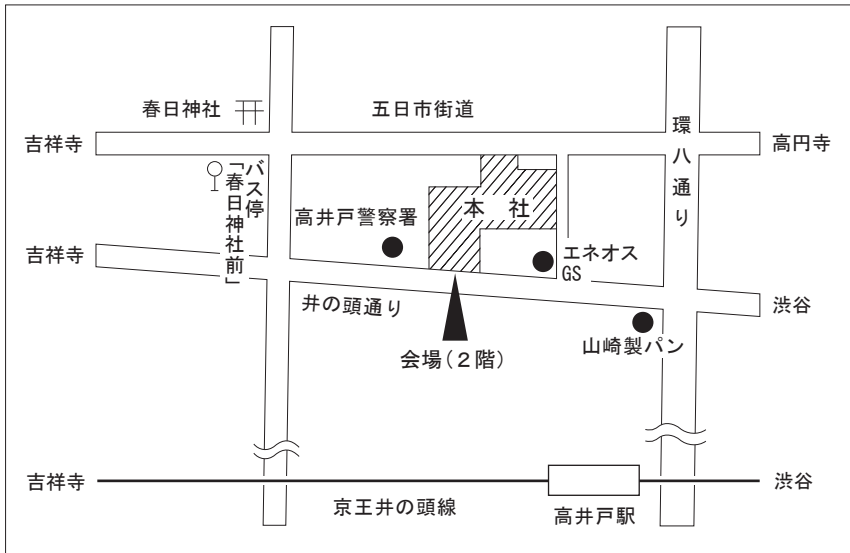 春日神社
五日市街道
吉祥寺
高円寺
環八通り
バス停
「春日神社前」
高井戸警察署
本 社
エネオス
GS
吉祥寺
井の頭通り
渋谷
山崎製パン
会場(2階)
吉祥寺
渋谷
京王井の頭線
高井戸駅